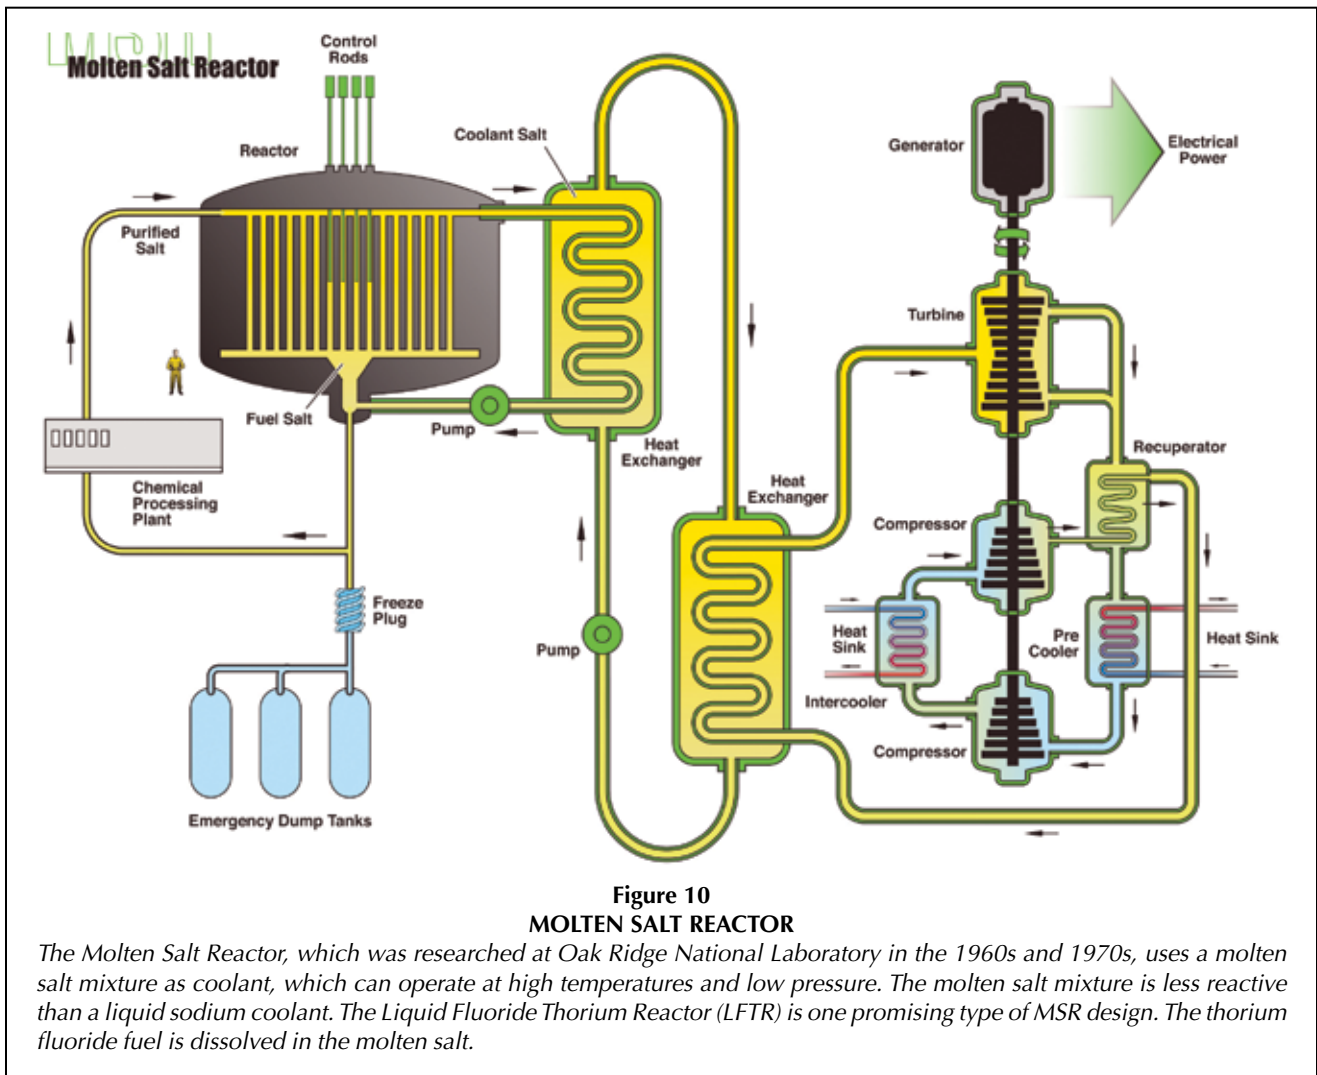 MSR
Molten Salt Reactor
Control
Rods
Reactor
Coolant Salt
Purified
Salt
Fuel Salt
Pump
Heat
Exchanger
Chemical
Processing
Plant
Freeze
Plug
Emergency Dump Tanks
Pump
Heat
Exchanger
Generator
Electrical
Power
Turbine
Recuperator
Compressor
Heat
Sink
Pre
Cooler
Heat Sink
Intercooler
Compressor
Figure 10
MOLTEN SALT REACTOR
The Molten Salt Reactor, which was researched at Oak Ridge National Laboratory in the 1960s and 1970s, uses a molten
salt mixture as coolant, which can operate at high temperatures and low pressure. The molten salt mixture is less reactive
than a liquid sodium coolant. The Liquid Fluoride Thorium Reactor (LFTR) is one promising type of MSR design. The thorium
fluoride fuel is dissolved in the molten salt.